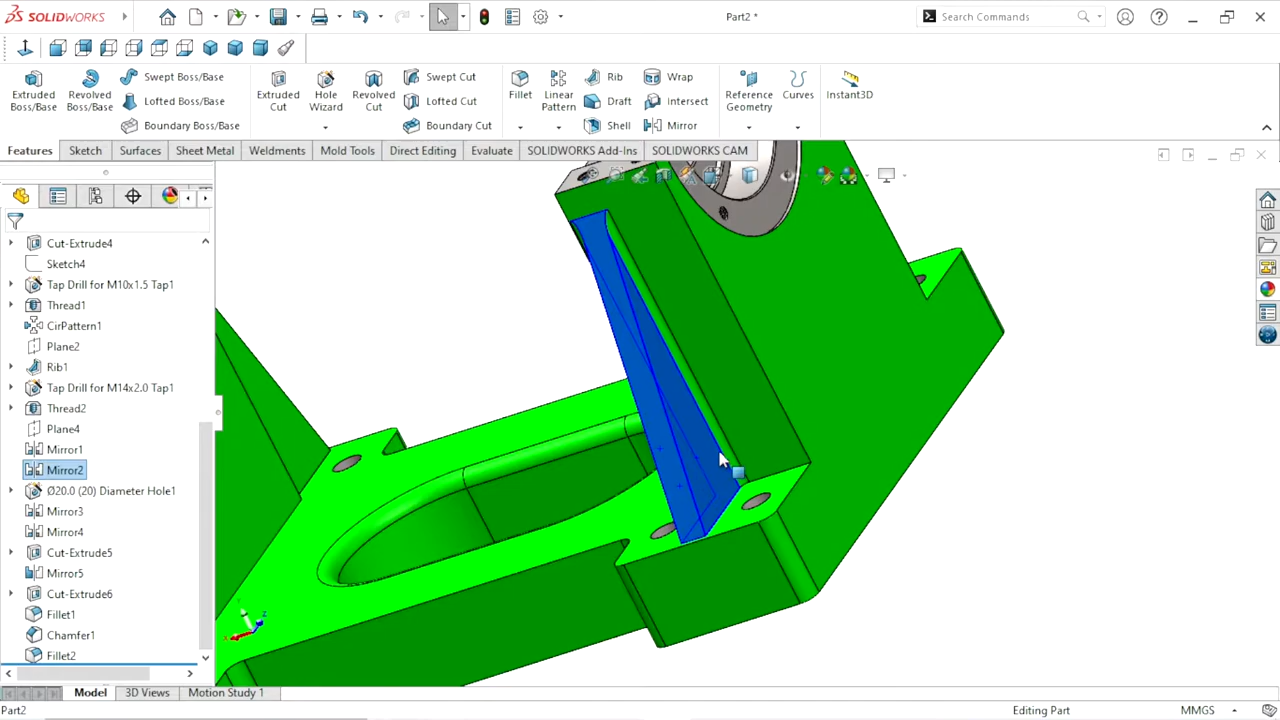 SOLIDWORKS
Part2 *
Search Commands
Extruded Boss/Base
Revolved Boss/Base
Swept Boss/Base
Lofted Boss/Base
Boundary Boss/Base
Extruded Cut
Hole Wizard
Revolved Cut
Swept Cut
Lofted Cut
Boundary Cut
Fillet
Linear Pattern
Rib
Draft
Shell
Wrap
Intersect
Mirror
Reference Geometry
Curves
Instant3D
Features
Sketch
Surfaces
Sheet Metal
Weldments
Mold Tools
Direct Editing
Evaluate
SOLIDWORKS Add-Ins
SOLIDWORKS CAM
Cut-Extrude4
Sketch4
Tap Drill for M10x1.5 Tap1
Thread1
CirPattern1
Plane2
Rib1
Tap Drill for M14x2.0 Tap1
Thread2
Plane4
Mirror1
Mirror2
Ø20.0 (20) Diameter Hole1
Mirror3
Mirror4
Cut-Extrude5
Mirror5
Cut-Extrude6
Fillet1
Chamfer1
Fillet2
Model
3D Views
Motion Study 1
Part2
Editing Part
MMGS